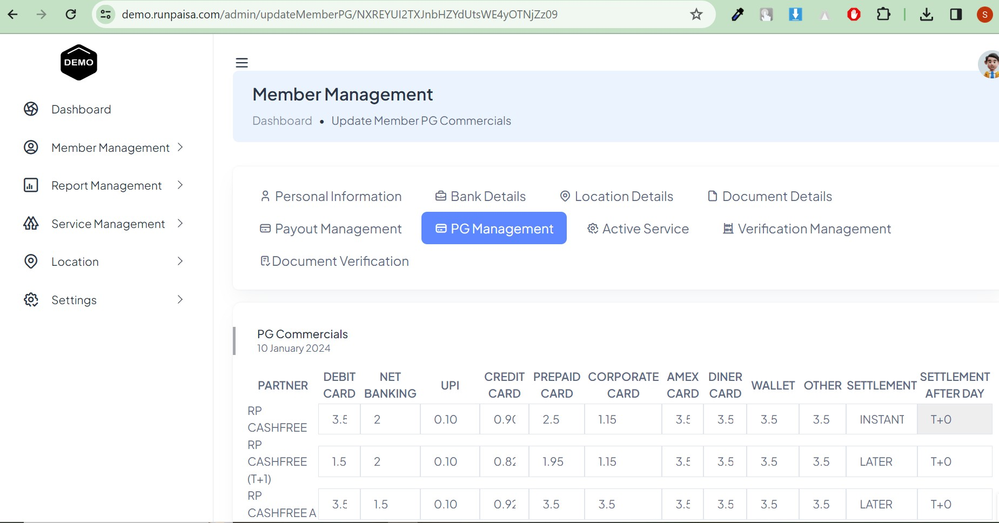 demo.runpaisa.com/admin/updateMemberPG/NXREYUI2TXJnbHZYdUtsWE4yOTNjZz09
S
DEMO
Dashboard
Member Management
Report Management
Service Management
Location
Settings
Member Management
Dashboard • Update Member PG Commercials
Personal Information Bank Details Location Details Document Details
Payout Management PG Management Active Service Verification Management
Document Verification
PG Commercials
10 January 2024
PARTNER DEBIT CARD NET BANKING UPI CREDIT CARD PREPAID CARD CORPORATE CARD AMEX CARD DINER CARD WALLET OTHER SETTLEMENT SETTLEMENT AFTER DAY
RP CASHFREE 3.5 2 0.10 0.90 2.5 1.15 3.5 3.5 3.5 3.5 INSTANT T+0
RP CASHFREE (T+1) 1.5 2 0.10 0.82 1.95 1.15 3.5 3.5 3.5 3.5 LATER T+0
RP CASHFREE A 3.5 1.5 0.10 0.92 3.5 3.5 3.5 3.5 3.5 3.5 LATER T+0